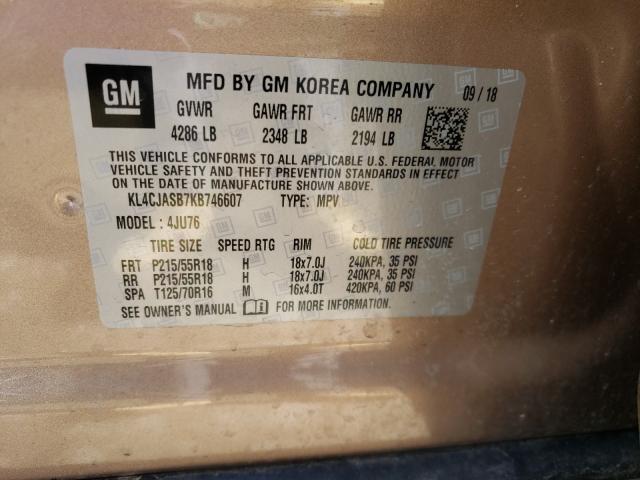 GM
MFD BY GM KOREA COMPANY 09/18
GVWR GAWR FRT GAWR RR
4286 LB 2348 LB 2194 LB
THIS VEHICLE CONFORMS TO ALL APPLICABLE U.S. FEDERAL MOTOR
VEHICLE SAFETY AND THEFT PREVENTION STANDARDS IN EFFECT ON
THE DATE OF MANUFACTURE SHOWN ABOVE.
KL4CJASB7KB746607 TYPE: MPV
MODEL: 4JU76
TIRE SIZE SPEED RTG RIM COLD TIRE PRESSURE
FRT P215/55R18 H 18x7.0J 240KPA, 35 PSI
RR P215/55R18 H 18x7.0J 240KPA, 35 PSI
SPA T125/70R16 M 16x4.0T 420KPA, 60 PSI
SEE OWNER'S MANUAL FOR MORE INFORMATION.